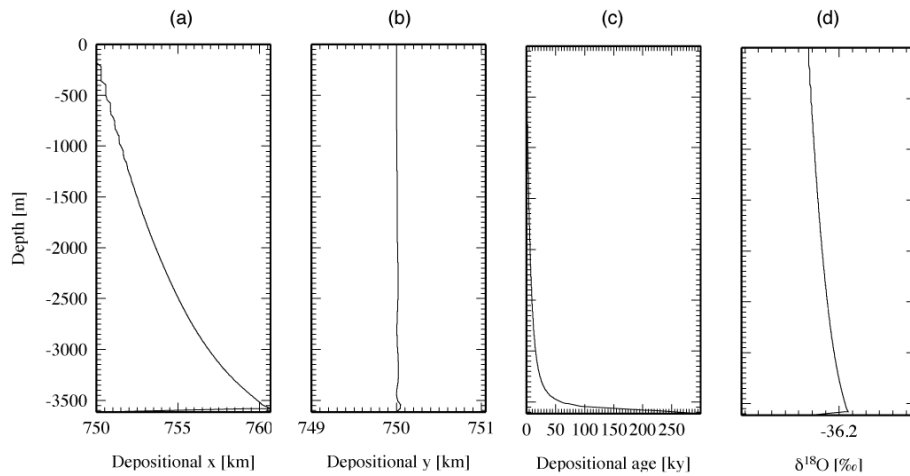 (a) (b) (c) (d)
0
-500
-1000
-1500
-2000
-2500
-3000
-3500
Depth [m]
750 755 760 749 750 751 0 50 100 150 200 250 -36.2
Depositional x [km] Depositional y [km] Depositional age [ky] δ¹⁸O [‰]